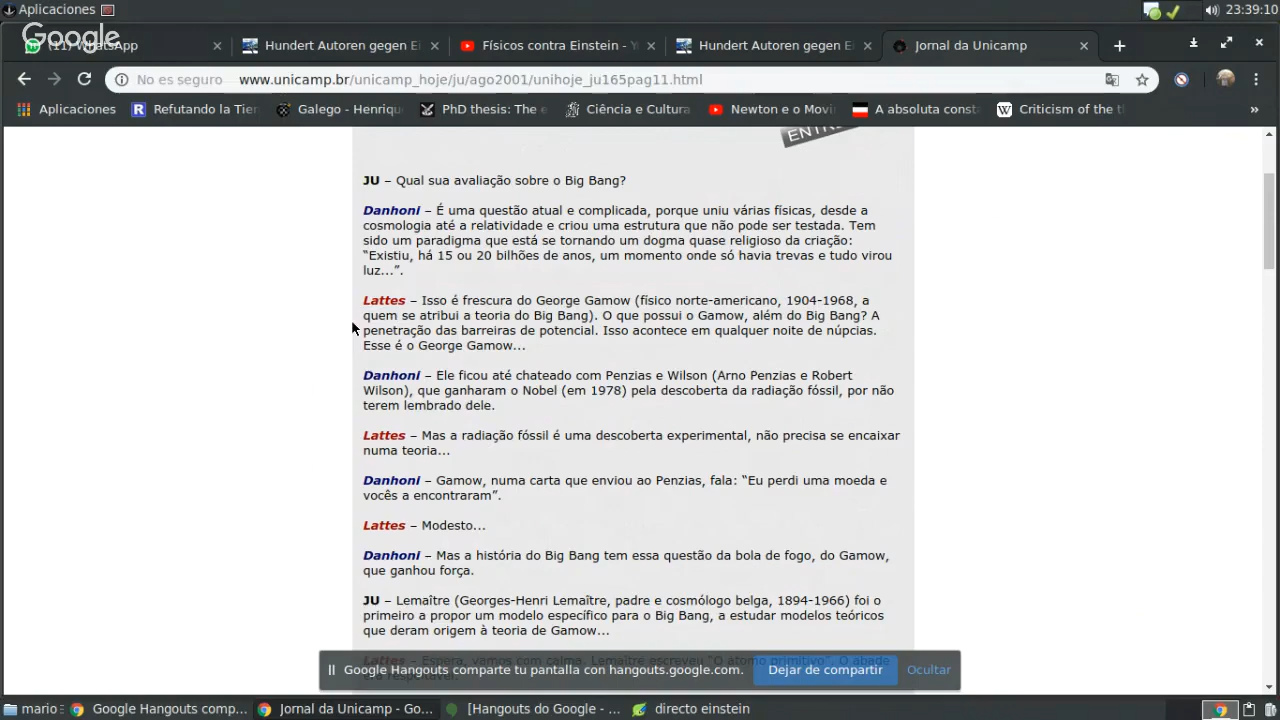 Aplicaciones
23:39:10
Google
(11) WhatsApp
Hundert Autoren gegen Ei
Físicos contra Einstein - Y
Hundert Autoren gegen E
Jornal da Unicamp
No es seguro
www.unicamp.br/unicamp_hoje/ju/ago2001/unihoje_ju165pag11.html
Aplicaciones
Refutando la Tier
Galego - Henriqu
PhD thesis: The e
Ciência e Cultura
Newton e o Movi
A absoluta const
Criticism of the t
»
JU – Qual sua avaliação sobre o Big Bang?
Danhoni – É uma questão atual e complicada, porque uniu várias físicas, desde a
cosmologia até a relatividade e criou uma estrutura que não pode ser testada. Tem
sido um paradigma que está se tornando um dogma quase religioso da criação:
“Existiu, há 15 ou 20 bilhões de anos, um momento onde só havia trevas e tudo virou
luz...”.
Lattes – Isso é frescura do George Gamow (físico norte-americano, 1904-1968, a
quem se atribui a teoria do Big Bang). O que possui o Gamow, além do Big Bang? A
penetração das barreiras de potencial. Isso acontece em qualquer noite de núpcias.
Esse é o George Gamow...
Danhoni – Ele ficou até chateado com Penzias e Wilson (Arno Penzias e Robert
Wilson), que ganharam o Nobel (em 1978) pela descoberta da radiação fóssil, por não
terem lembrado dele.
Lattes – Mas a radiação fóssil é uma descoberta experimental, não precisa se encaixar
numa teoria...
Danhoni – Gamow, numa carta que enviou ao Penzias, fala: “Eu perdi uma moeda e
vocês a encontraram”.
Lattes – Modesto...
Danhoni – Mas a história do Big Bang tem essa questão da bola de fogo, do Gamow,
que ganhou força.
JU – Lemaître (Georges-Henri Lemaître, padre e cosmólogo belga, 1894-1966) foi o
primeiro a propor um modelo específico para o Big Bang, a estudar modelos teóricos
que deram origem à teoria de Gamow...
Lattes – Espera, vamos com calma. Lemaître escreveu “O átomo primitivo”. O abade
Google Hangouts comparte tu pantalla con hangouts.google.com.
Dejar de compartir
Ocultar
mario
Google Hangouts comp...
Jornal da Unicamp - Go...
[Hangouts do Google - ...
directo einstein